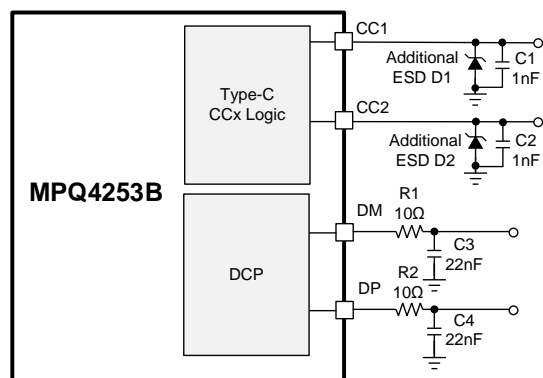 CC1
Additional
ESD D1
C1
1nF
Type-C
CCx Logic
CC2
Additional
ESD D2
C2
1nF
MPQ4253B
R1
10Ω
DM
C3
22nF
DCP
R2
10Ω
DP
C4
22nF